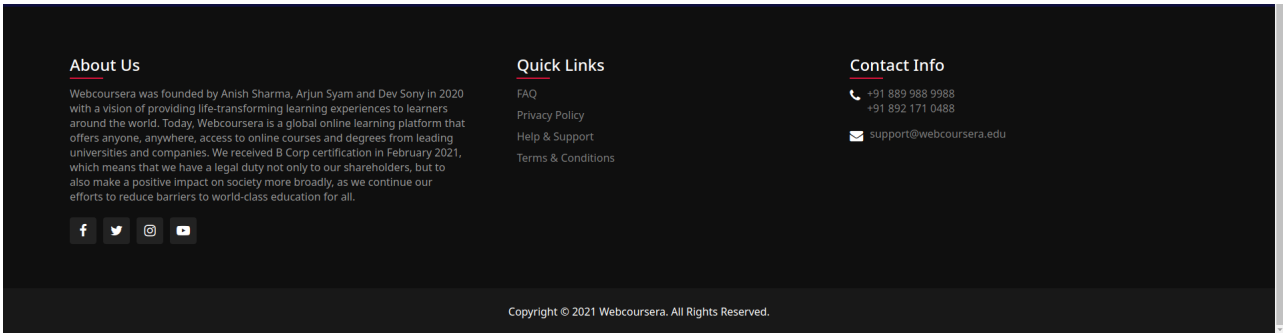 About Us
Webcoursera was founded by Anish Sharma, Arjun Syam and Dev Sony in 2020
with a vision of providing life-transforming learning experiences to learners
around the world. Today, Webcoursera is a global online learning platform that
offers anyone, anywhere, access to online courses and degrees from leading
universities and companies. We received B Corp certification in February 2021,
which means that we have a legal duty not only to our shareholders, but to
also make a positive impact on society more broadly, as we continue our
efforts to reduce barriers to world-class education for all.
Quick Links
FAQ
Privacy Policy
Help & Support
Terms & Conditions
Contact Info
+91 889 988 9988
+91 892 171 0488
support@webcoursera.edu
Copyright © 2021 Webcoursera. All Rights Reserved.